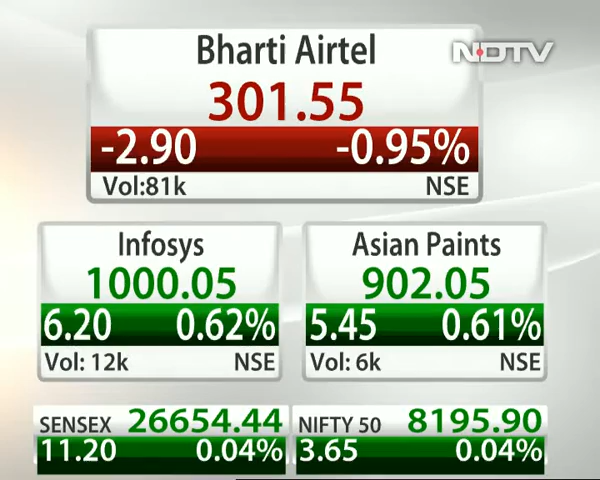 NDTV
Bharti Airtel
301.55
-2.90 -0.95%
Vol:81k NSE
Infosys
1000.05
6.20 0.62%
Vol: 12k NSE
Asian Paints
902.05
5.45 0.61%
Vol: 6k NSE
SENSEX 26654.44
11.20 0.04%
NIFTY 50 8195.90
3.65 0.04%